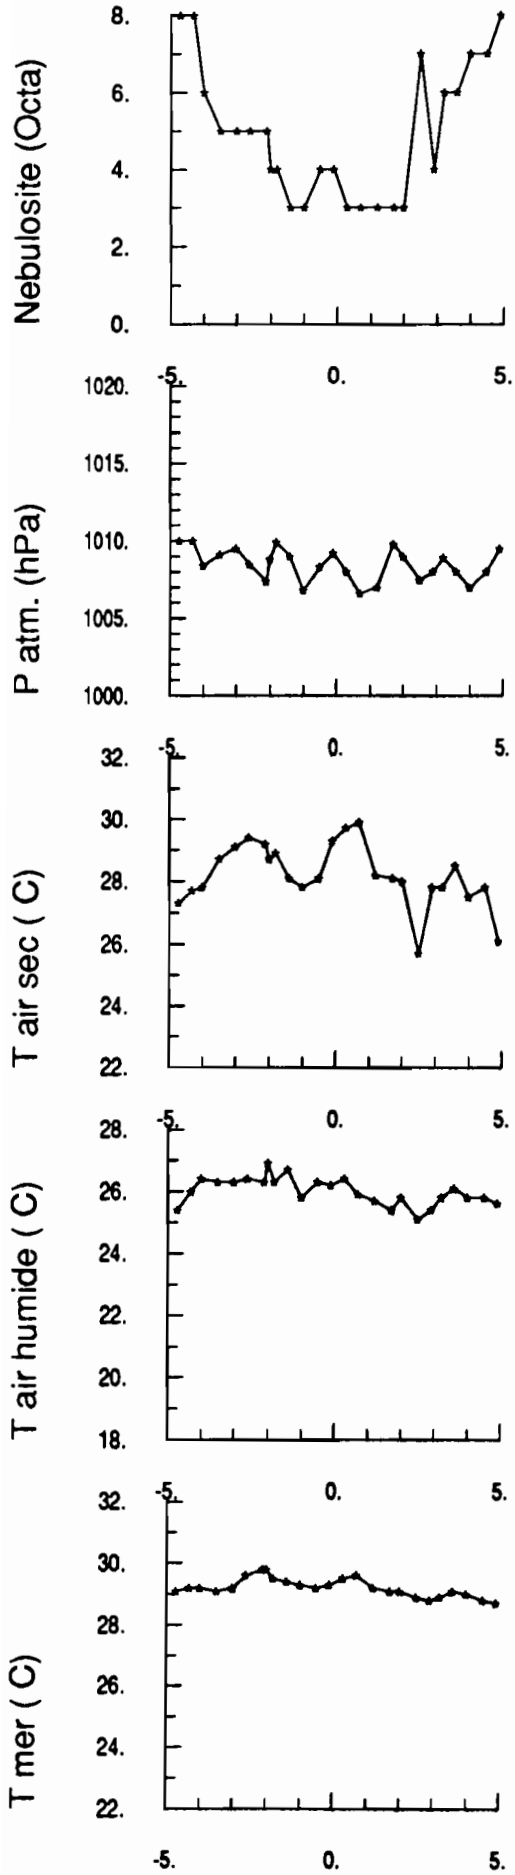 Nebulosite (Octa)
8.
6.
4.
2.
0.
-5. 0. 5.
P atm. (hPa)
1020.
1015.
1010.
1005.
1000.
-5. 0. 5.
T air sec ( C)
32.
30.
28.
26.
24.
22.
-5. 0. 5.
T air humide ( C)
28.
26.
24.
22.
20.
18.
-5. 0. 5.
T mer ( C)
32.
30.
28.
26.
24.
22.
-5. 0. 5.